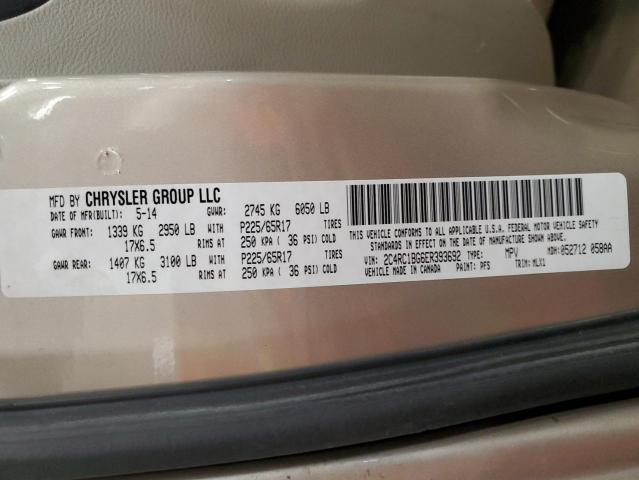 MFD BY CHRYSLER GROUP LLC
DATE OF MFR(BUILT): 5-14 GVWR: 2745 KG 6050 LB
GAWR FRONT: 1339 KG 2950 LB WITH P225/65R17 TIRES
17X6.5 RIMS AT 250 KPA ( 36 PSI) COLD
GAWR REAR: 1407 KG 3100 LB WITH P225/65R17 TIRES
17X6.5 RIMS AT 250 KPA ( 36 PSI) COLD
THIS VEHICLE CONFORMS TO ALL APPLICABLE U.S.A. FEDERAL MOTOR VEHICLE SAFETY
STANDARDS IN EFFECT ON THE DATE OF MANUFACTURE SHOWN ABOVE.
VIN: 2C4RC1BG6ER393692 TYPE: MPV MDH:052712 058AA
VEHICLE MADE IN CANADA PAINT: PFS TRIM: MLX1